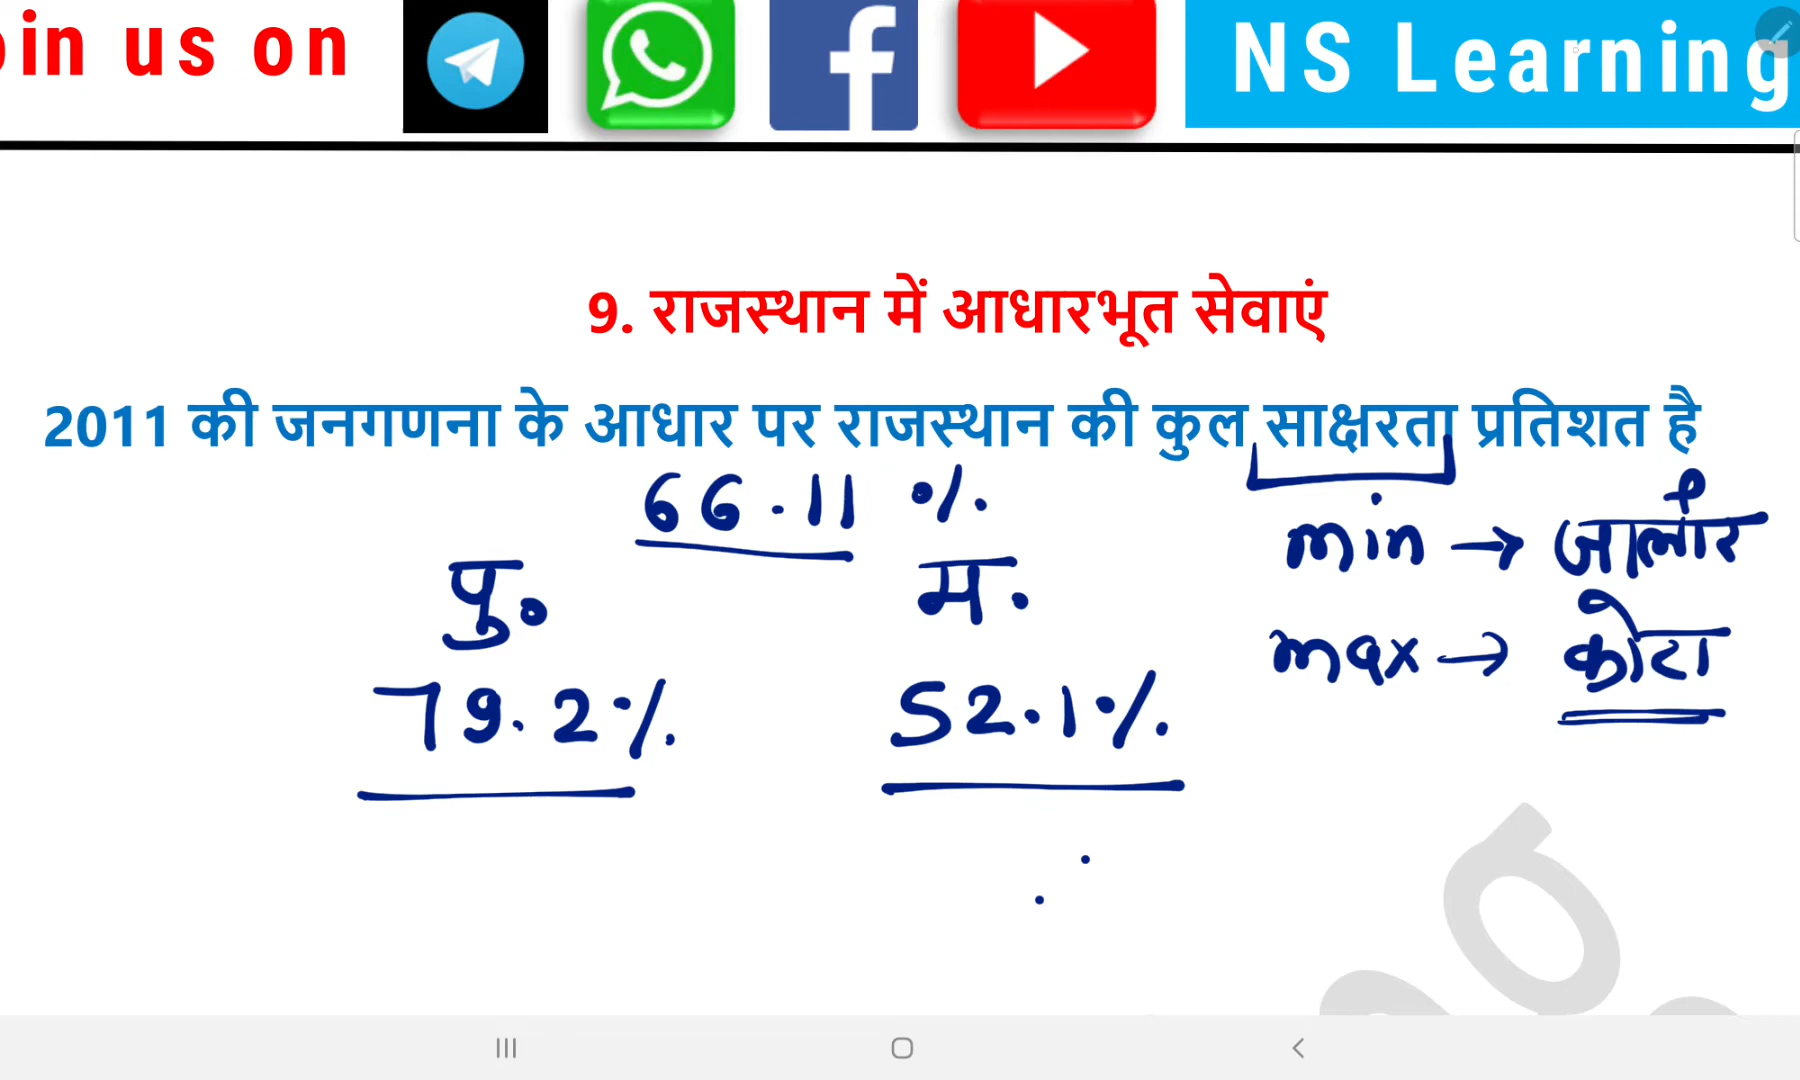 in us on NS Learning
9. राजस्थान में आधारभूत सेवाएं
2011 की जनगणना के आधार पर राजस्थान की कुल साक्षरता प्रतिशत है
66.11 %
पु. म.
79.2% 52.1%
min → जालौर
max → कोटा